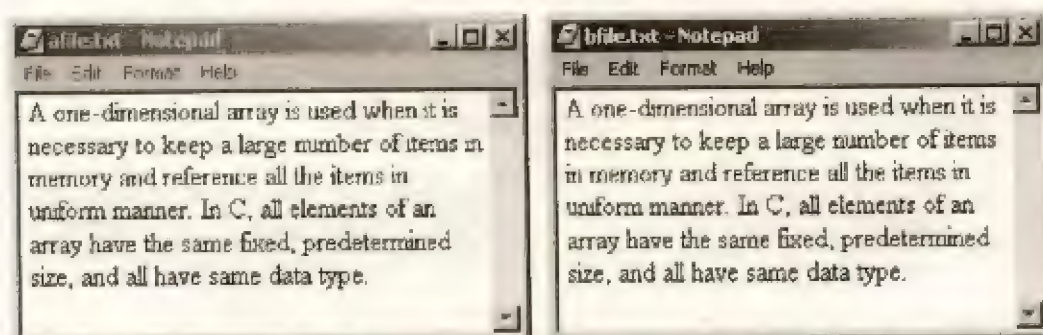 afile.txt - Notepad
File Edit Format Help
A one-dimensional array is used when it is
necessary to keep a large number of items in
memory and reference all the items in
uniform manner. In C, all elements of an
array have the same fixed, predetermined
size, and all have same data type.
bfile.txt - Notepad
File Edit Format Help
A one-dimensional array is used when it is
necessary to keep a large number of items
in memory and reference all the items in
uniform manner. In C, all elements of an
array have the same fixed, predetermined
size, and all have same data type.